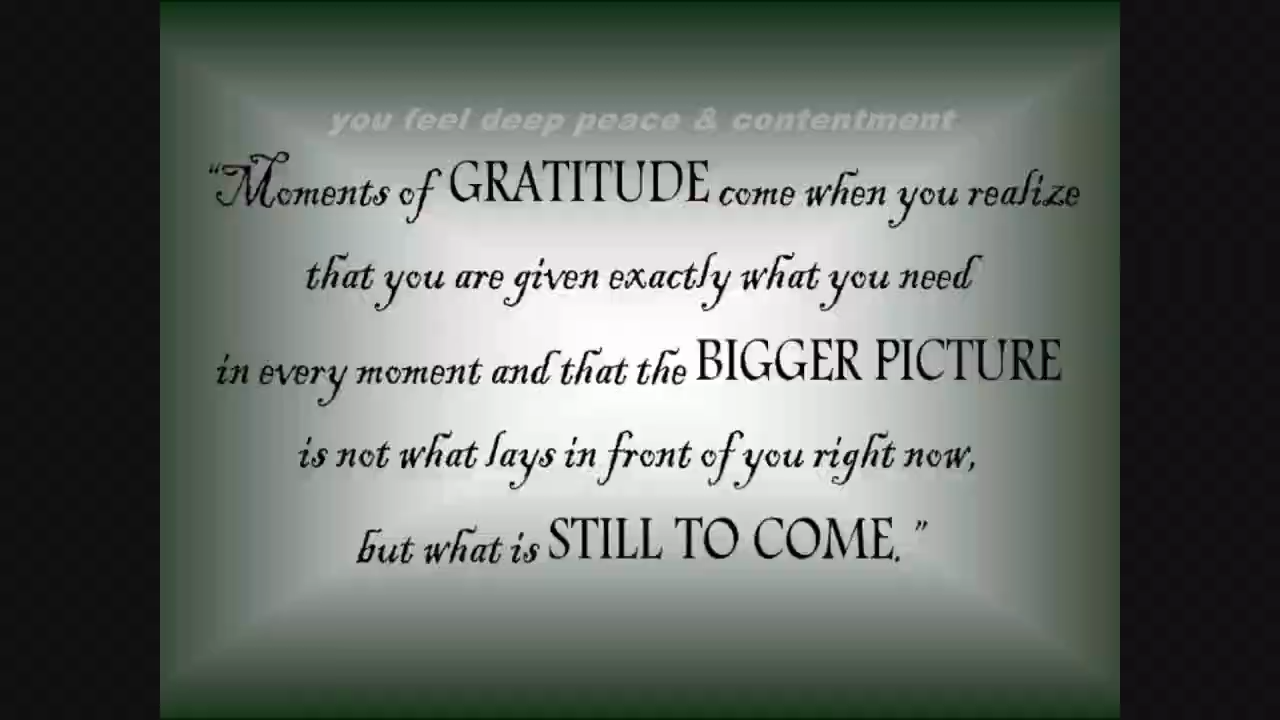 you feel deep peace & contentment
“Moments of GRATITUDE come when you realize
that you are given exactly what you need
in every moment and that the BIGGER PICTURE
is not what lays in front of you right now,
but what is STILL TO COME. ”